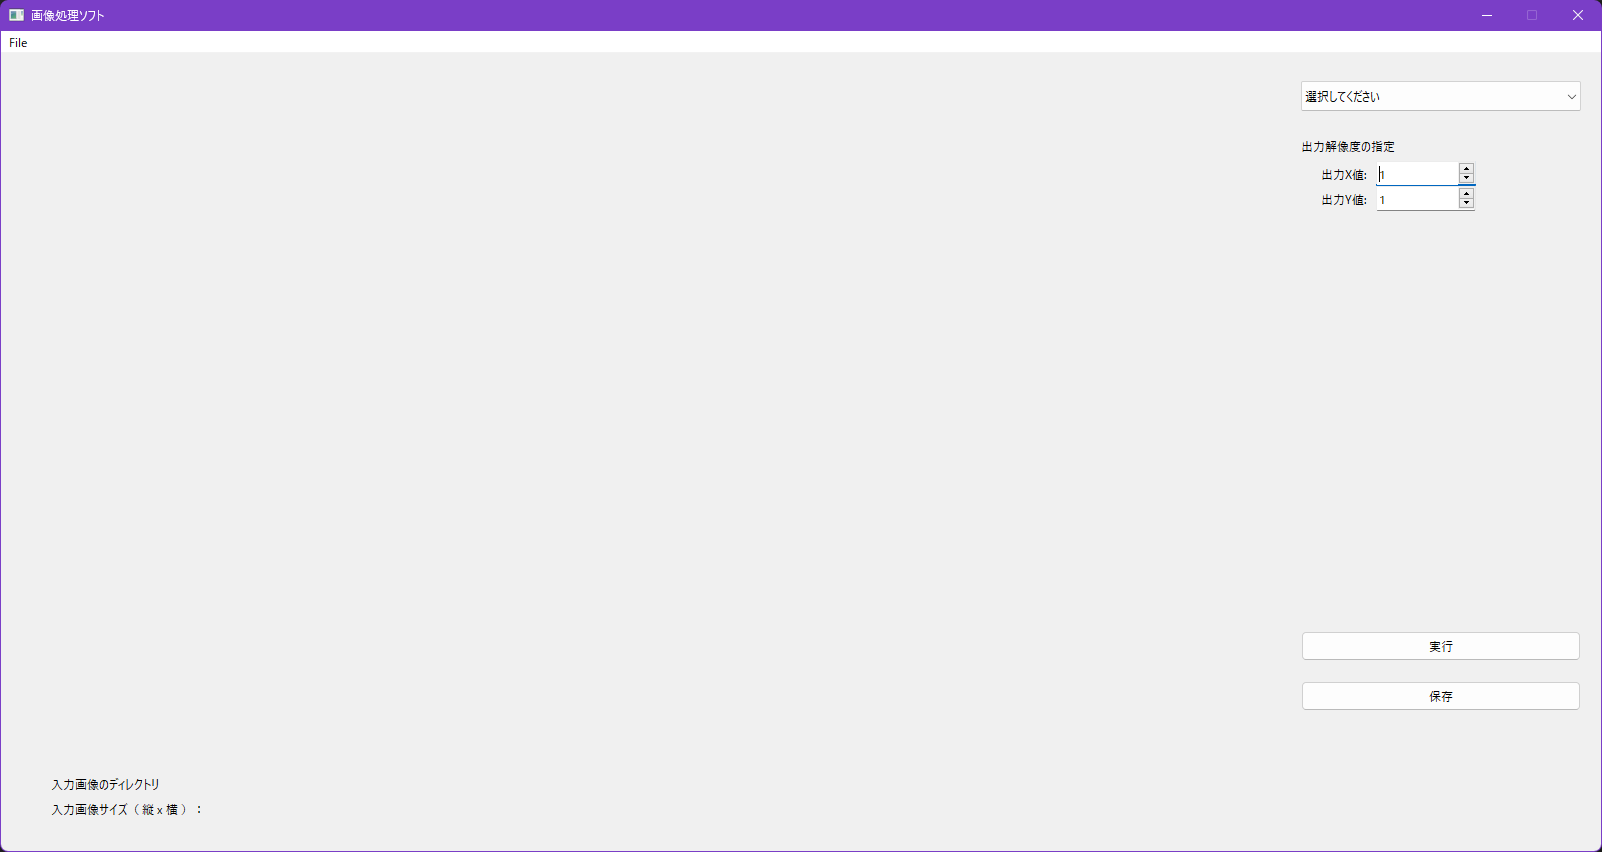 画像処理ソフト
File
選択してください
出力解像度の指定
出力X値: 1
出力Y値: 1
実行
保存
入力画像のディレクトリ
入力画像サイズ（ 縦 x 横 ） ：